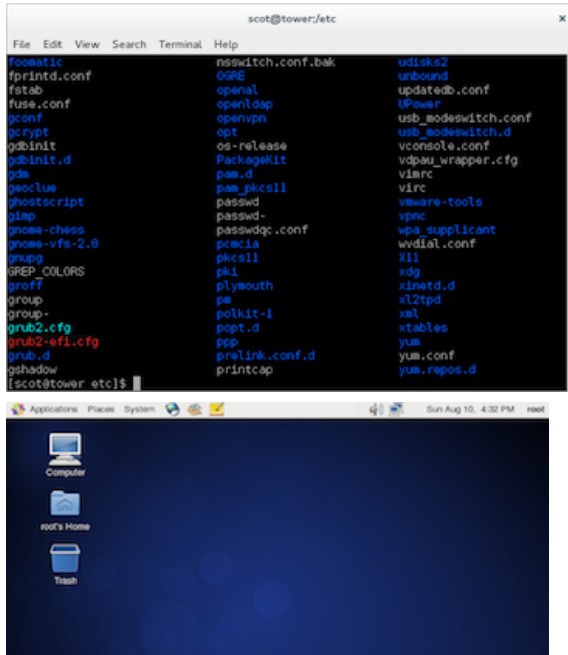 scot@tower:/etc
File Edit View Search Terminal Help
foomatic nsswitch.conf.bak udisks2
fprintd.conf OGRE unbound
fstab openal updatedb.conf
fuse.conf openldap UPower
gconf openvpn usb_modeswitch.conf
gcrypt opt usb_modeswitch.d
gdbinit os-release vconsole.conf
gdbinit.d PackageKit vdpau_wrapper.cfg
gdm pam.d vimrc
geoclue pam_pkcs11 virc
ghostscript passwd vmware-tools
gimp passwd- vpnc
gnome-chess passwdqc.conf wpa_supplicant
gnome-vfs-2.0 pcmcia wvdial.conf
gnupg pkcs11 X11
GREP_COLORS pki xdg
groff plymouth xinetd.d
group pm xl2tpd
group- polkit-1 xml
grub2.cfg popt.d xtables
grub2-efi.cfg ppp yum
grub.d prelink.conf.d yum.conf
gshadow printcap yum.repos.d
[scot@tower etc]$
Applications Places System Sun Aug 10, 4:32 PM root
Computer
root's Home
Trash